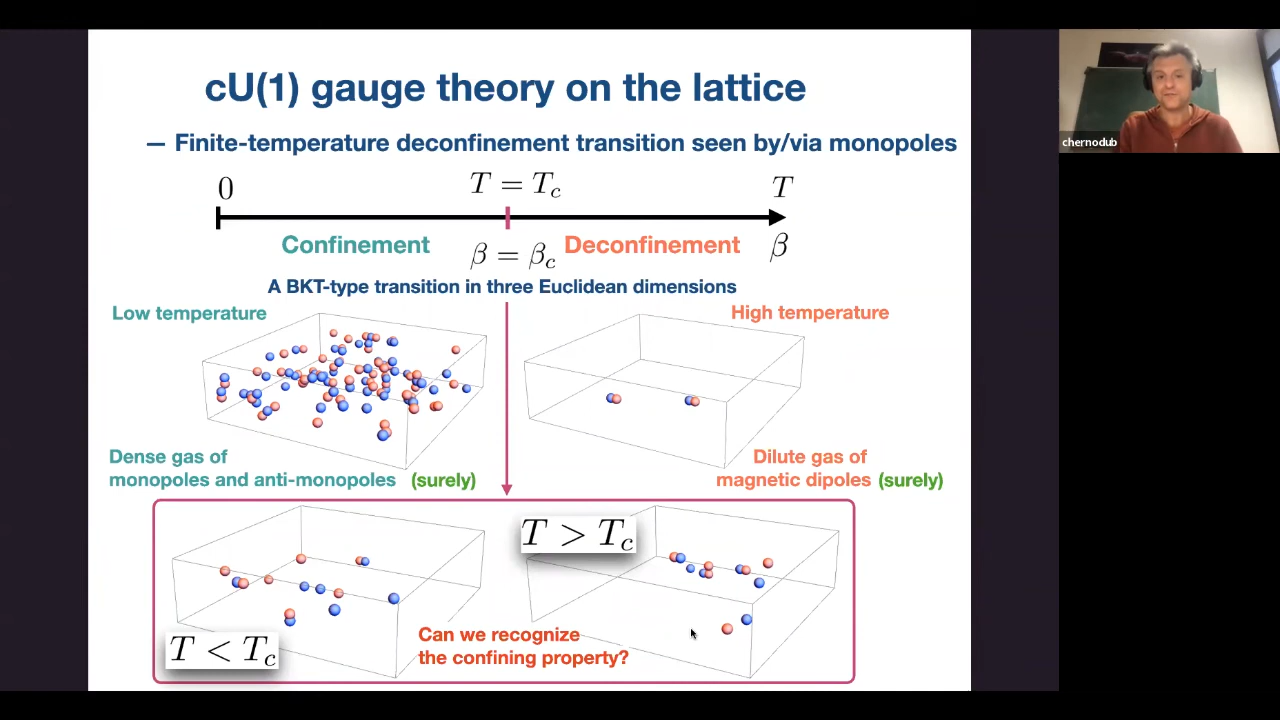 cU(1) gauge theory on the lattice
— Finite-temperature deconfinement transition seen by/via monopoles
0
T = T_c
T
Confinement
β = β_c
Deconfinement
β
A BKT-type transition in three Euclidean dimensions
Low temperature
High temperature
Dense gas of
monopoles and anti-monopoles (surely)
Dilute gas of
magnetic dipoles (surely)
T > T_c
T < T_c
Can we recognize
the confining property?
chernodub